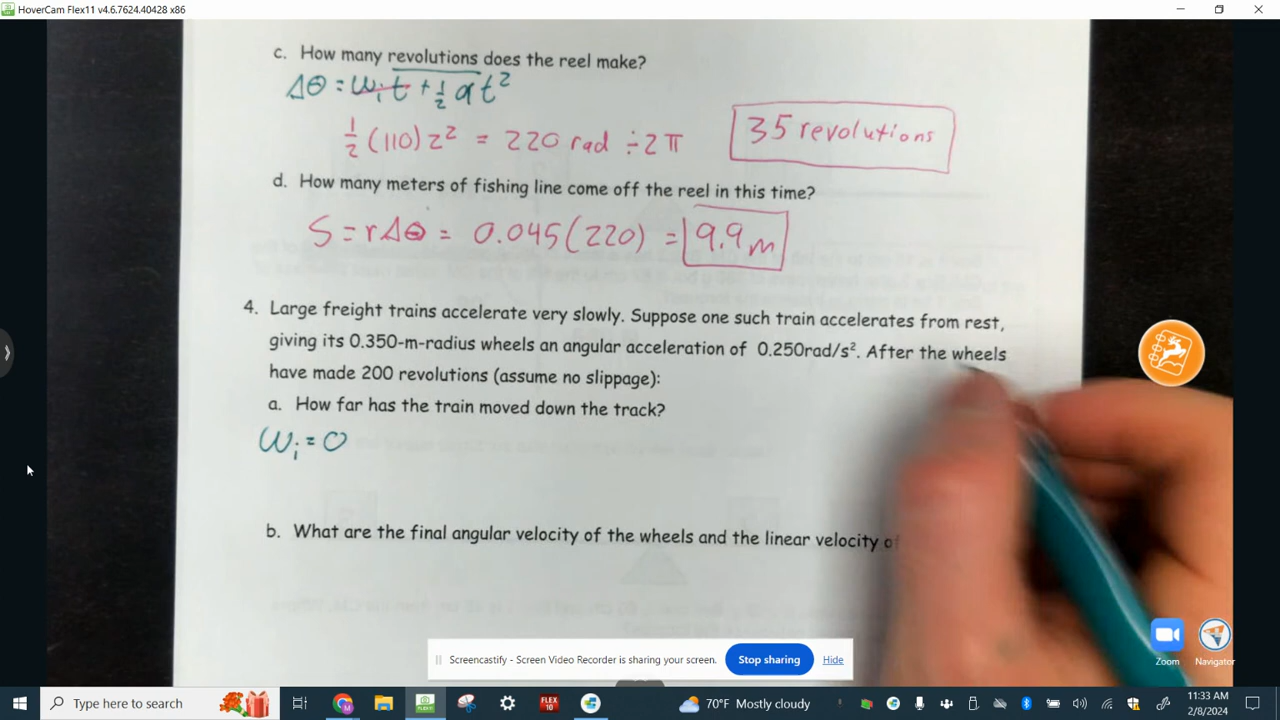 HoverCam Flex11 v4.6.7624.40428 x86
c. How many revolutions does the reel make?
Δθ = ωᵢt + ½αt²
½(110)2² = 220 rad ÷2π
35 revolutions
d. How many meters of fishing line come off the reel in this time?
S = rΔθ = 0.045(220) = 9.9 m
4. Large freight trains accelerate very slowly. Suppose one such train accelerates from rest,
giving its 0.350-m-radius wheels an angular acceleration of 0.250rad/s². After the wheels
have made 200 revolutions (assume no slippage):
a. How far has the train moved down the track?
ωᵢ = 0
b. What are the final angular velocity of the wheels and the linear velocity of
Screencastify - Screen Video Recorder is sharing your screen.
Stop sharing
Hide
Zoom
Navigator
Type here to search
FLEX
10
70°F Mostly cloudy
11:33 AM
2/8/2024